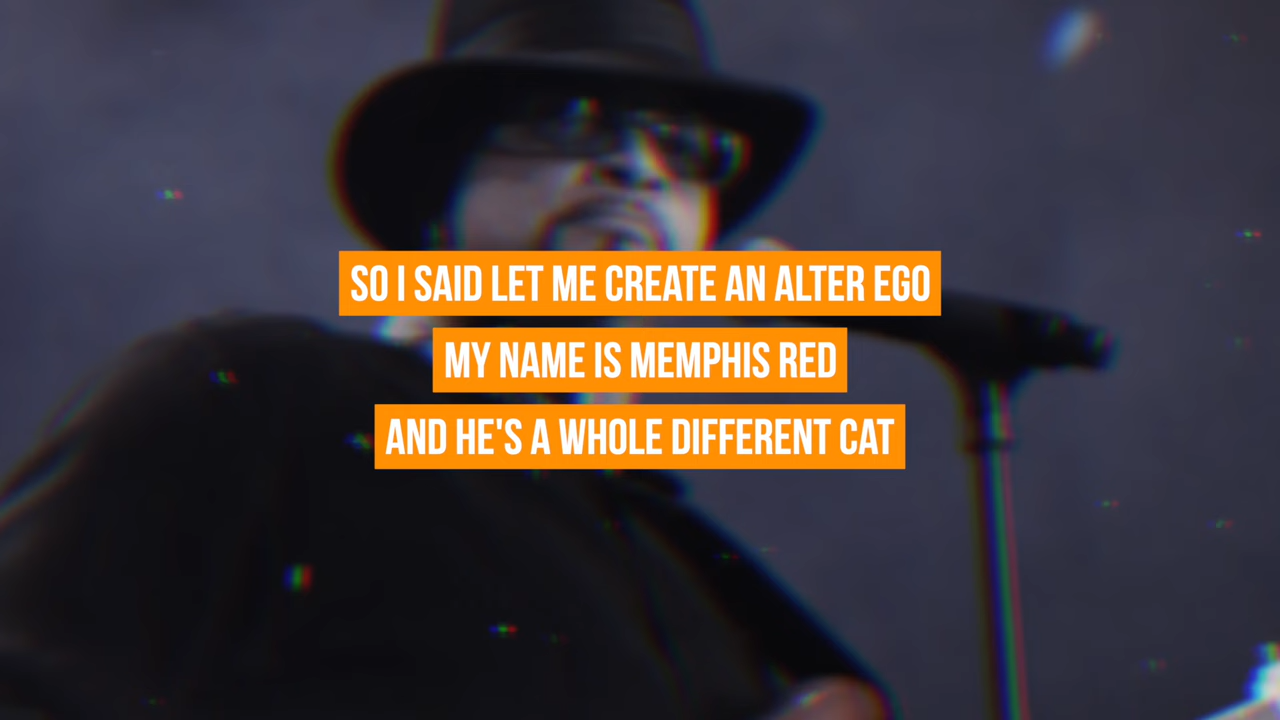 SO I SAID LET ME CREATE AN ALTER EGO
MY NAME IS MEMPHIS RED
AND HE'S A WHOLE DIFFERENT CAT